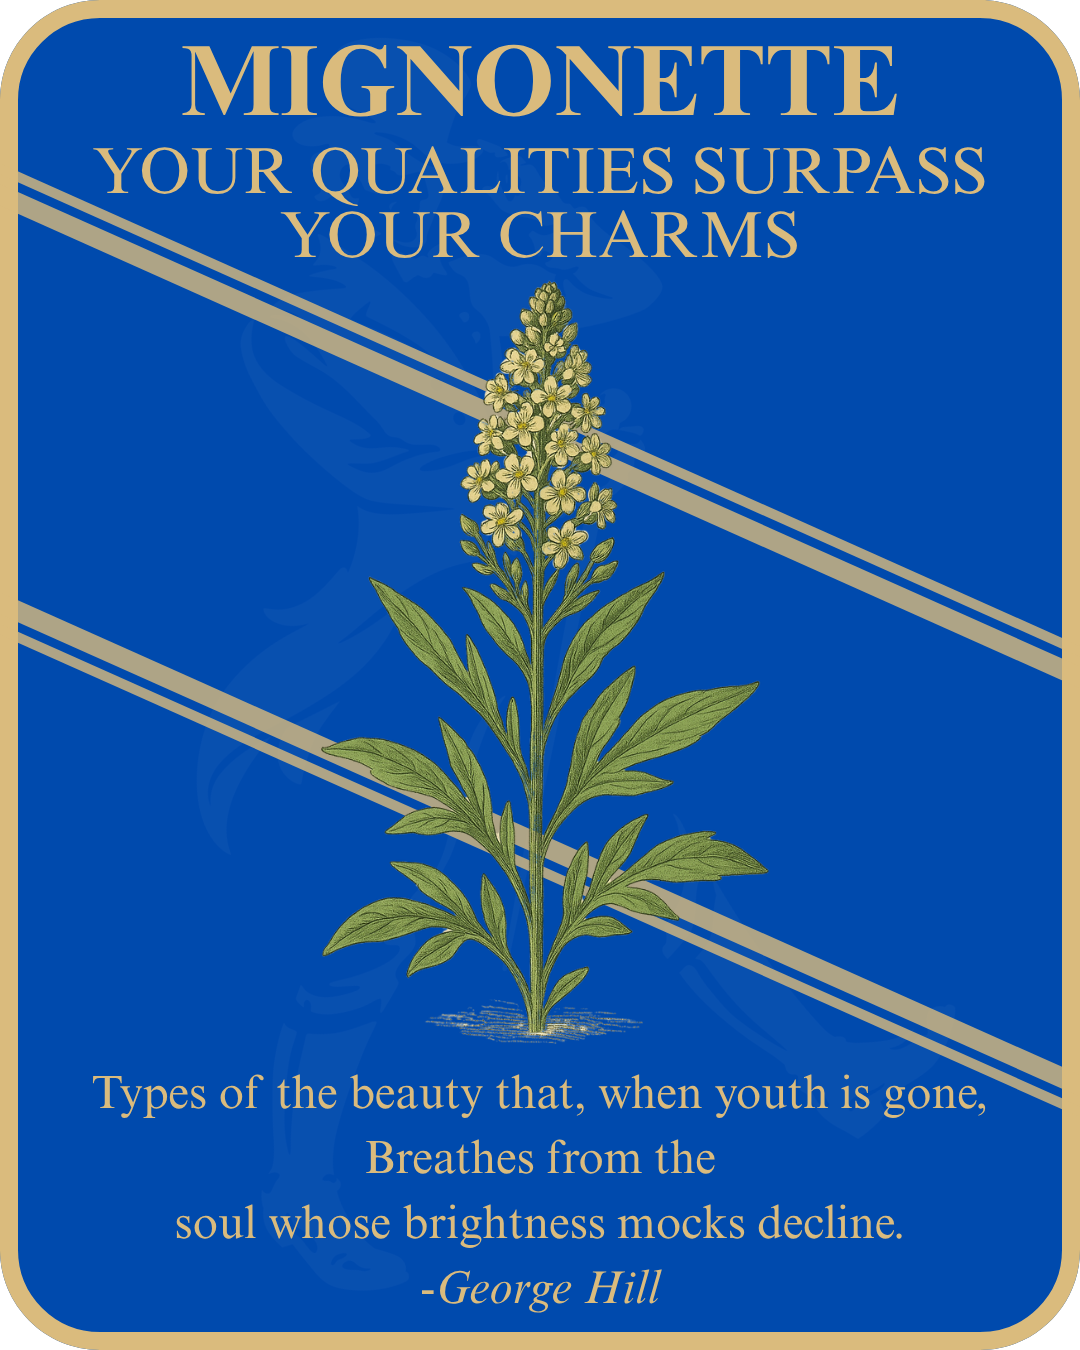 MIGNONETTE
YOUR QUALITIES SURPASS
YOUR CHARMS
Types of the beauty that, when youth is gone,
Breathes from the
soul whose brightness mocks decline.
-George Hill